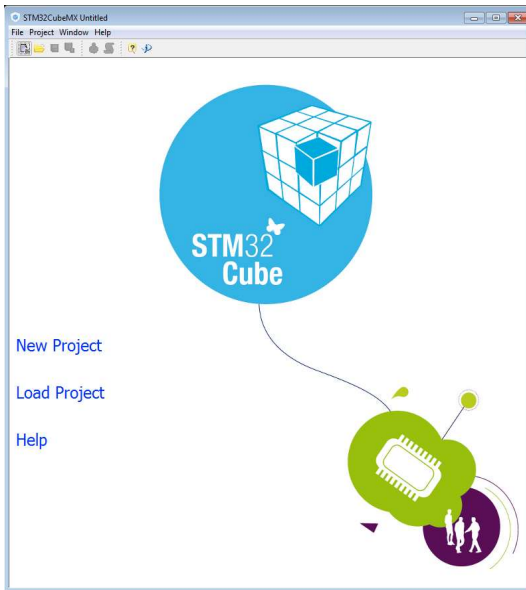 STM32CubeMX Untitled
File Project Window Help
STM32
Cube
New Project
Load Project
Help